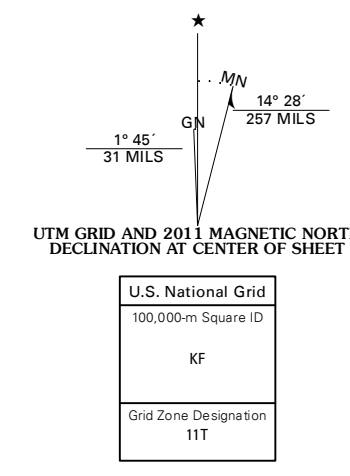 MN
14° 28´
257 MILS
GN
1° 45´
31 MILS
UTM GRID AND 2011 MAGNETIC NORT
DECLINATION AT CENTER OF SHEET
U.S. National Grid
100,000-m Square ID
KF
Grid Zone Designation
11T